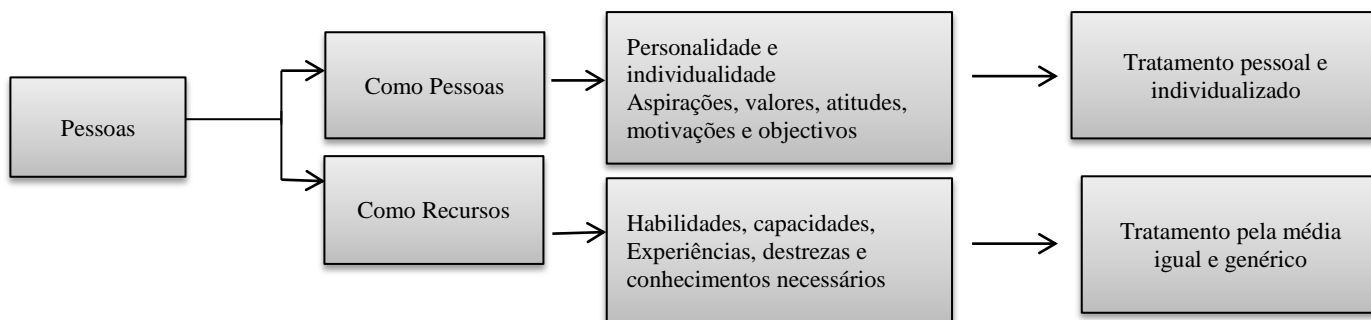 Pessoas
Como Pessoas
Personalidade e
individualidade
Aspirações, valores, atitudes,
motivações e objectivos
Tratamento pessoal e
individualizado
Como Recursos
Habilidades, capacidades,
Experiências, destrezas e
conhecimentos necessários
Tratamento pela média
igual e genérico